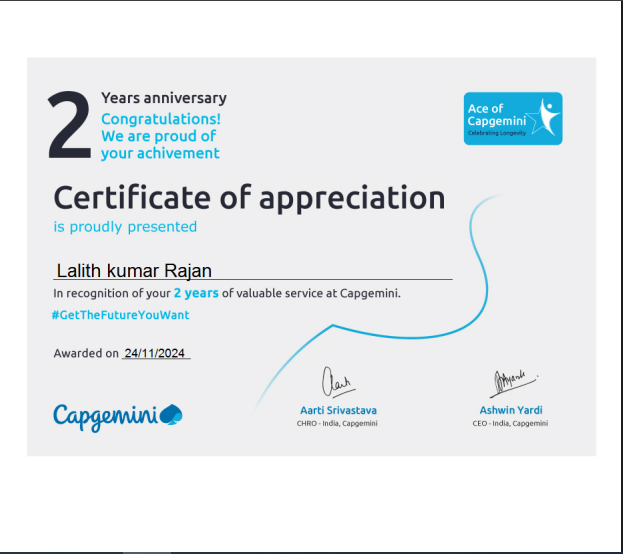 2
Years anniversary
Congratulations!
We are proud of
your achivement
Ace of
Capgemini
Celebrating Longevity
Certificate of appreciation
is proudly presented
Lalith kumar Rajan
In recognition of your 2 years of valuable service at Capgemini.
#GetTheFutureYouWant
Awarded on 24/11/2024
Capgemini
Aarti Srivastava
CHRO - India, Capgemini
Ashwin Yardi
CEO - India, Capgemini